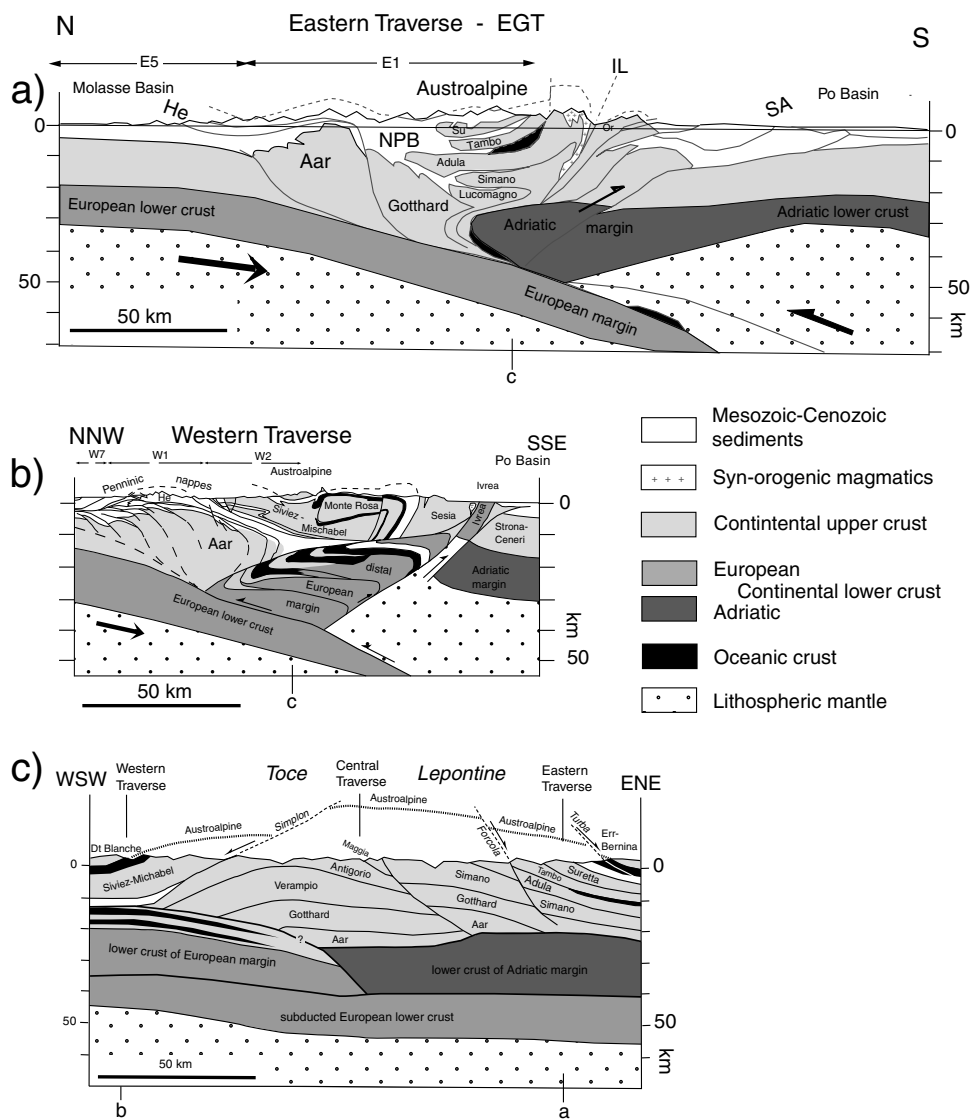 N
Eastern Traverse - EGT
S
E5
E1
IL
a)
Molasse Basin
He
Austroalpine
SA
Po Basin
0
0
Su
Or
Tambo
NPB
Aar
Adula
Simano
Lucomagno
Gotthard
European lower crust
Adriatic
margin
Adriatic lower crust
50
European margin
50
km
50 km
c
NNW
Western Traverse
SSE
W7
W1
W2
b)
Austroalpine
Po Basin
Penninic
nappes
Ivrea
He
Monte Rosa
0
Siviez-
Mischabel
Sesia
Ivrea
Strona-
Ceneri
Aar
distal
European
margin
Adriatic
margin
European lower crust
km
50
50 km
c
Mesozoic-Cenozoic
sediments
Syn-orogenic magmatics
Contintental upper crust
European
Continental lower crust
Adriatic
Oceanic crust
Lithospheric mantle
c)
WSW
Western
Traverse
Toce
Central
Traverse
Lepontine
Eastern
Traverse
ENE
Austroalpine
Simplon
Austroalpine
Forcola
Austroalpine
Turba
Err-
Bernina
Dt Blanche
Maggia
0
0
Siviez-Michabel
Antigorio
Simano
Suretta
Tambo
Adula
Verampio
Gotthard
Simano
Gotthard
Aar
?
Aar
lower crust of European margin
lower crust of Adriatic margin
50
subducted European lower crust
50
km
50 km
b
a